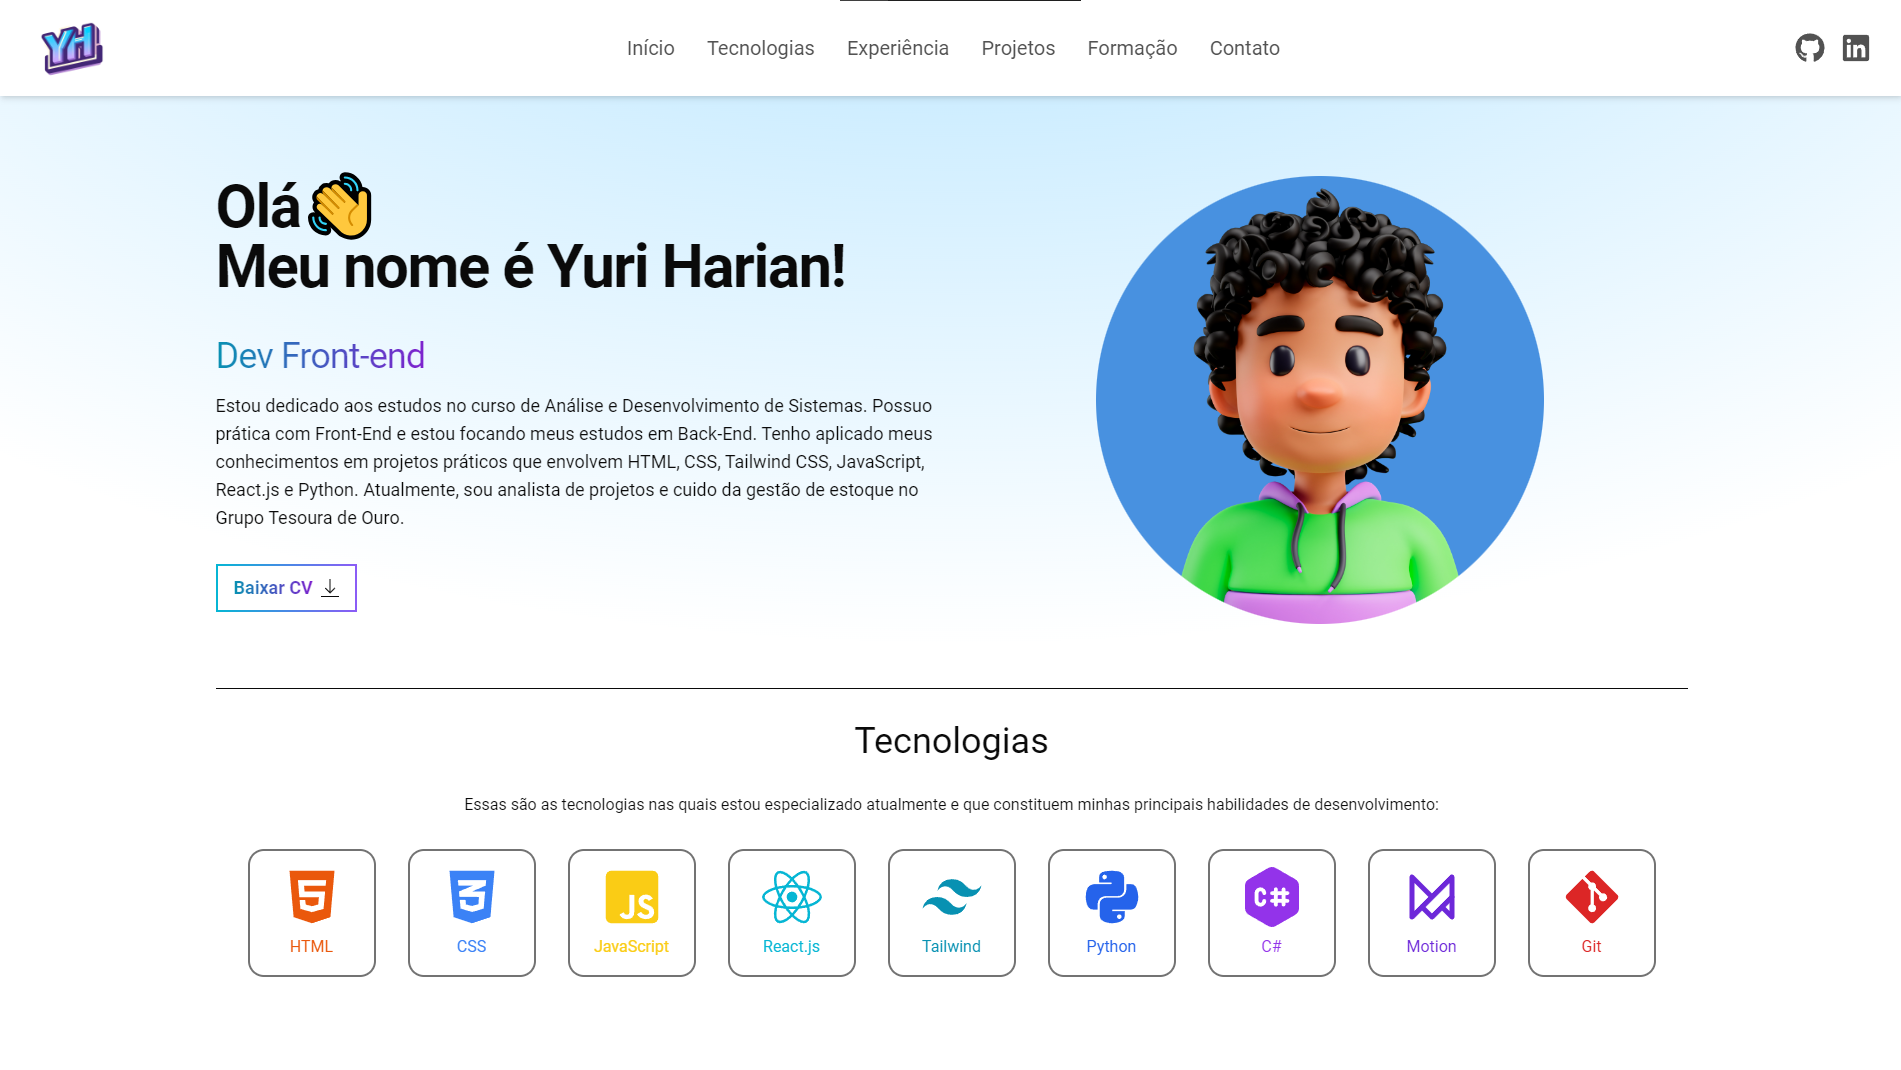 YH
Início Tecnologias Experiência Projetos Formação Contato
in
Olá
Meu nome é Yuri Harian!
Dev Front-end
Estou dedicado aos estudos no curso de Análise e Desenvolvimento de Sistemas. Possuo
prática com Front-End e estou focando meus estudos em Back-End. Tenho aplicado meus
conhecimentos em projetos práticos que envolvem HTML, CSS, Tailwind CSS, JavaScript,
React.js e Python. Atualmente, sou analista de projetos e cuido da gestão de estoque no
Grupo Tesoura de Ouro.
Baixar CV
Tecnologias
Essas são as tecnologias nas quais estou especializado atualmente e que constituem minhas principais habilidades de desenvolvimento:
5 3 JS C#
HTML CSS JavaScript React.js Tailwind Python C# Motion Git